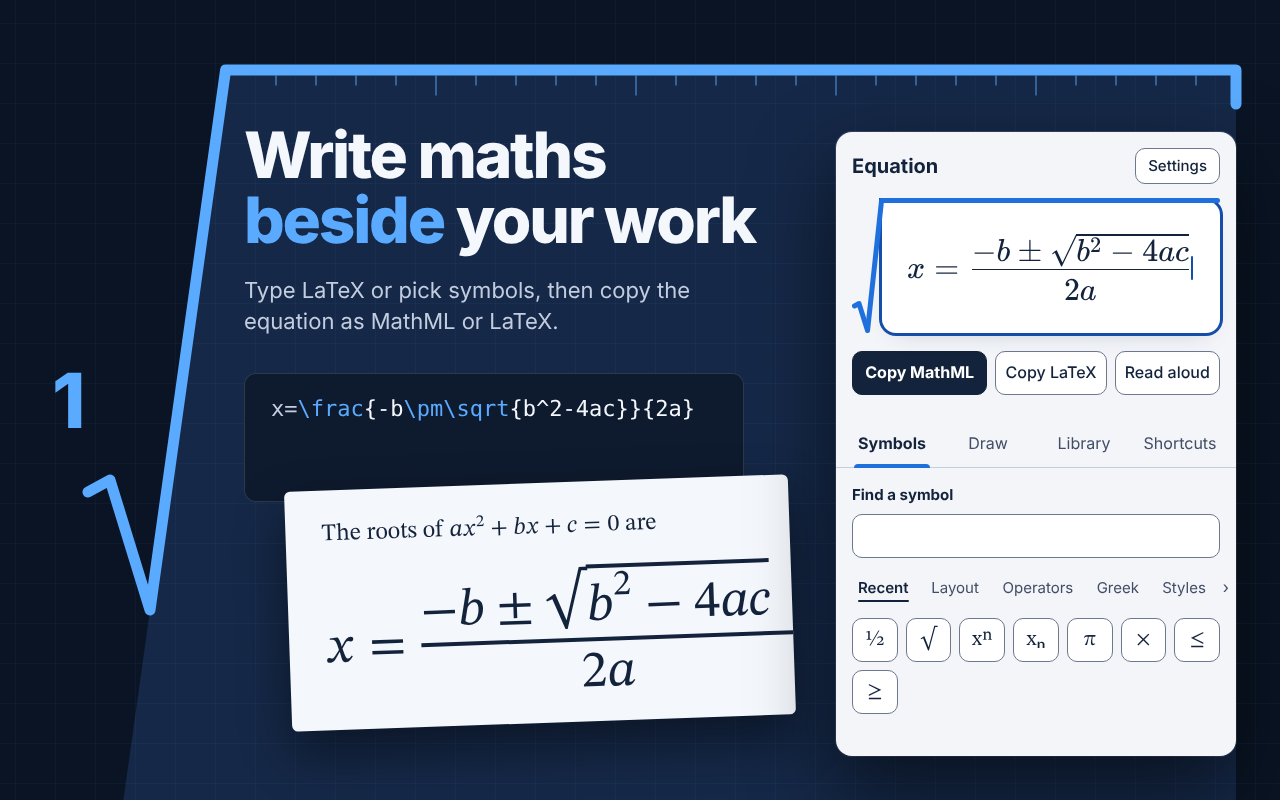 1
Write maths
beside your work
Type LaTeX or pick symbols, then copy the
equation as MathML or LaTeX.
x=\frac{-b\pm\sqrt{b^2-4ac}}{2a}
The roots of ax² + bx + c = 0 are
x = −b ± √b² − 4ac
2a
Equation
Settings
x = −b ± √b² − 4ac
2a
Copy MathML Copy LaTeX Read aloud
Symbols Draw Library Shortcuts
Find a symbol
Recent Layout Operators Greek Styles ›
½ √ xⁿ xₙ π × ≤
≥